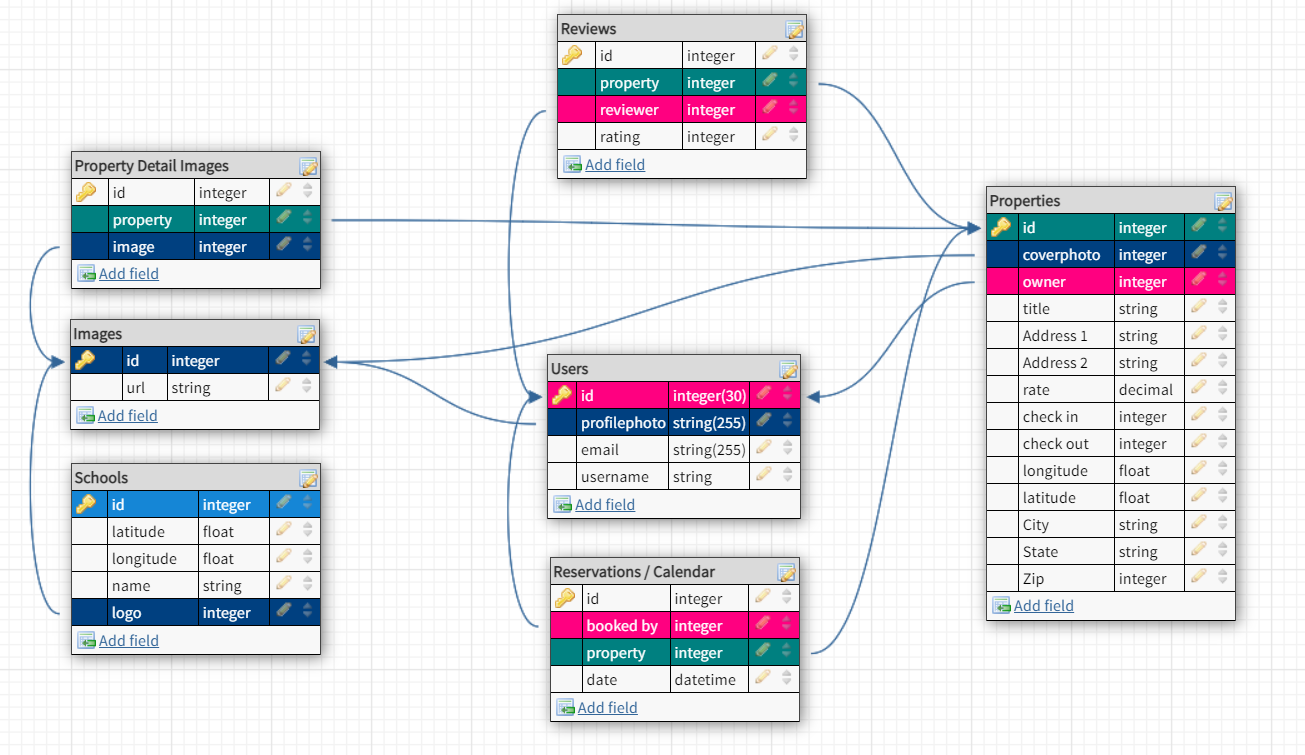 Reviews
id integer
property integer
reviewer integer
rating integer
Add field
Property Detail Images
id integer
property integer
image integer
Add field
Images
id integer
url string
Add field
Schools
id integer
latitude float
longitude float
name string
logo integer
Add field
Users
id integer(30)
profilephoto string(255)
email string(255)
username string
Add field
Reservations / Calendar
id integer
booked by integer
property integer
date datetime
Add field
Properties
id integer
coverphoto integer
owner integer
title string
Address 1 string
Address 2 string
rate decimal
check in integer
check out integer
longitude float
latitude float
City string
State string
Zip integer
Add field